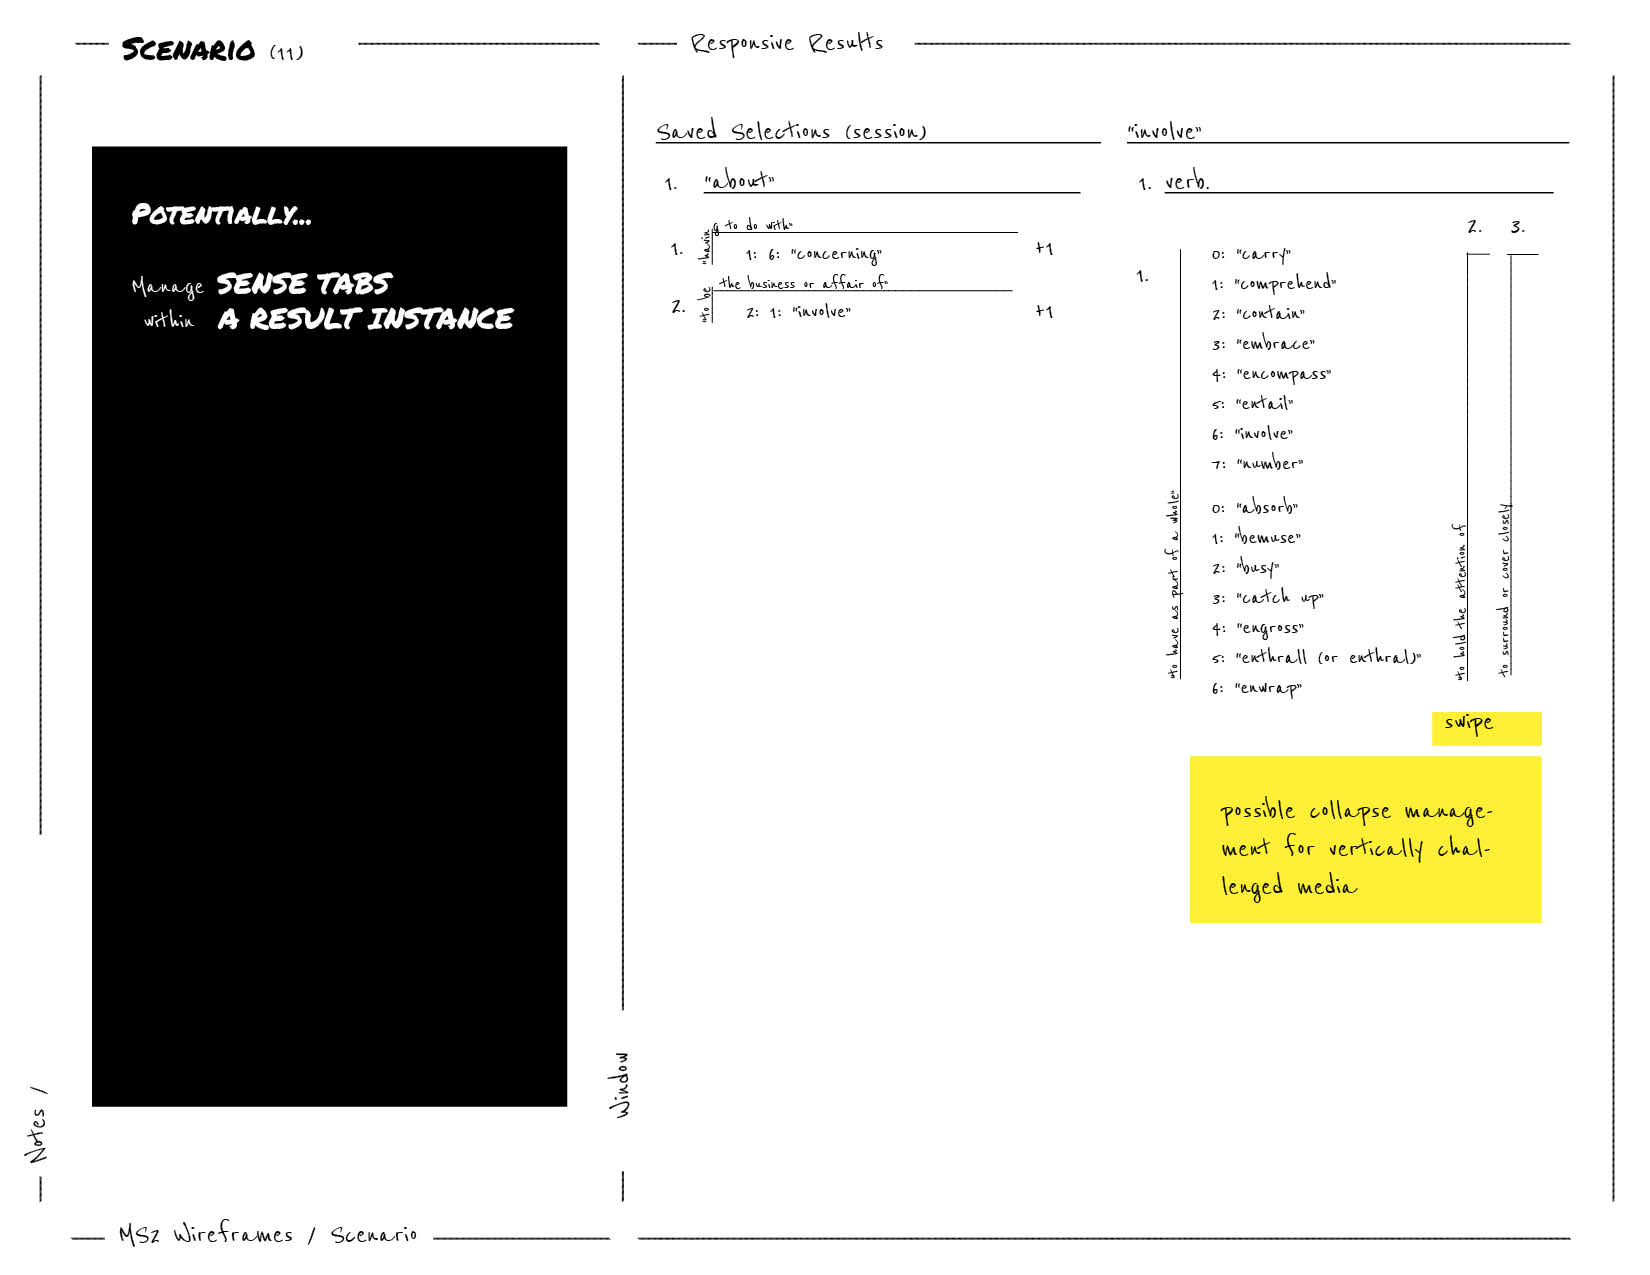 SCENARIO (11)
Responsive Results
POTENTIALLY...
Manage SENSE TABS
within A RESULT INSTANCE
Saved Selections (session)
1. "about"
1. "having to do with"
1: 6: "concerning" +1
2. "to be the business or affair of"
2: 1: "involve" +1
"involve"
1. verb.
1.
"to have as part of a whole"
0: "carry"
1: "comprehend"
2: "contain"
3: "embrace"
4: "encompass"
5: "entail"
6: "involve"
7: "number"
0: "absorb"
1: "bemuse"
2: "busy"
3: "catch up"
4: "engross"
5: "enthrall (or enthral)"
6: "enwrap"
2.
"to hold the attention of
3.
to surround or cover closely
swipe
possible collapse manage-
ment for vertically chal-
lenged media
Notes /
Window
MS2 Wireframes / Scenario